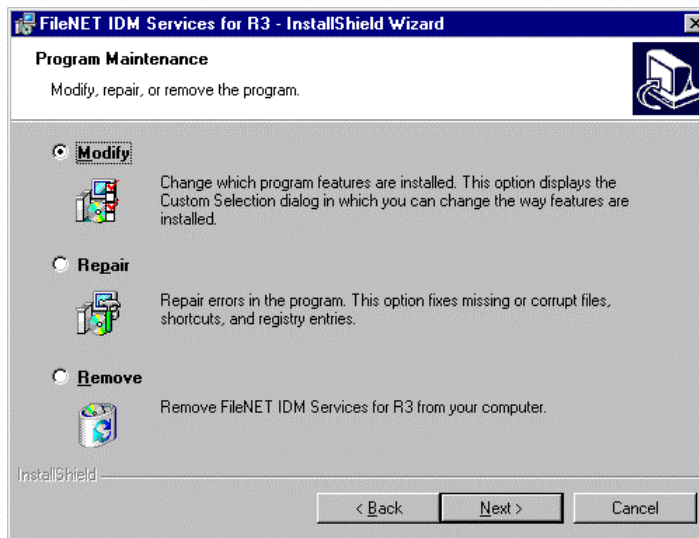 FileNET IDM Services for R3 - InstallShield Wizard
Program Maintenance
Modify, repair, or remove the program.
Modify
Change which program features are installed. This option displays the
Custom Selection dialog in which you can change the way features are
installed.
Repair
Repair errors in the program. This option fixes missing or corrupt files,
shortcuts, and registry entries.
Remove
Remove FileNET IDM Services for R3 from your computer.
InstallShield
< Back
Next >
Cancel